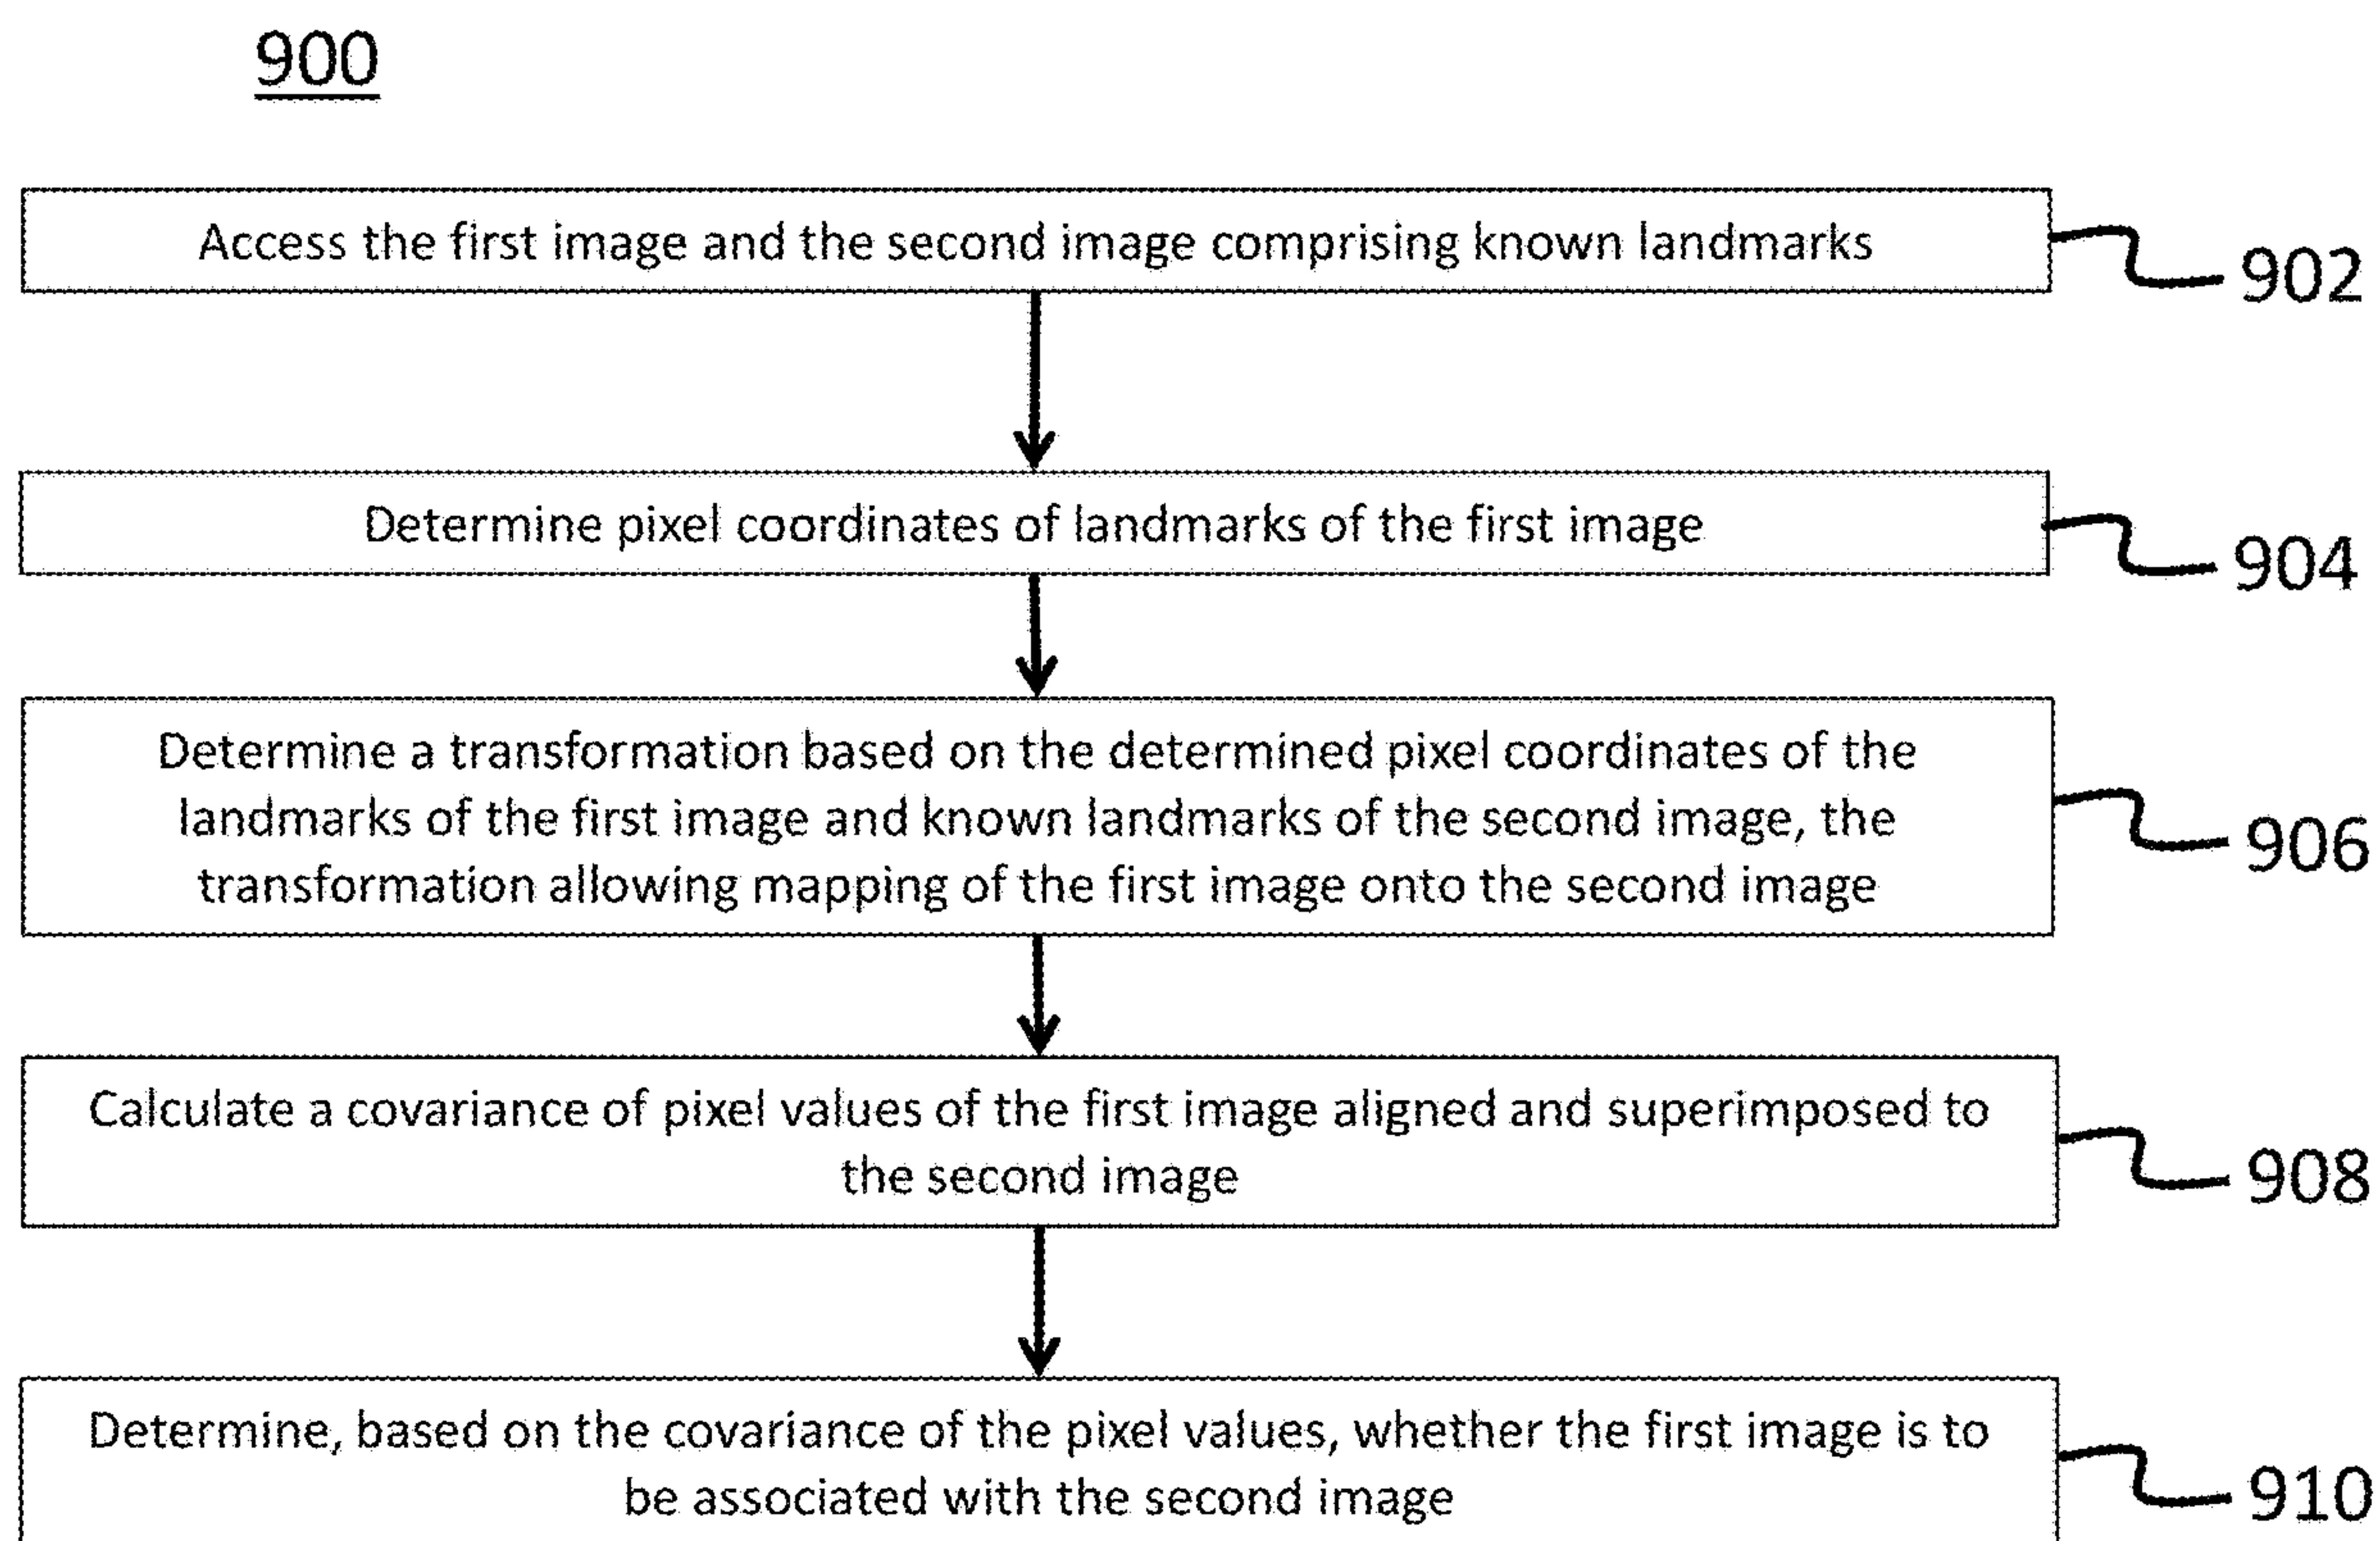 900
Access the first image and the second image comprising known landmarks
902
Determine pixel coordinates of landmarks of the first image
904
Determine a transformation based on the determined pixel coordinates of the
landmarks of the first image and known landmarks of the second image, the
transformation allowing mapping of the first image onto the second image
906
Calculate a covariance of pixel values of the first image aligned and superimposed to
the second image
908
Determine, based on the covariance of the pixel values, whether the first image is to
be associated with the second image
910